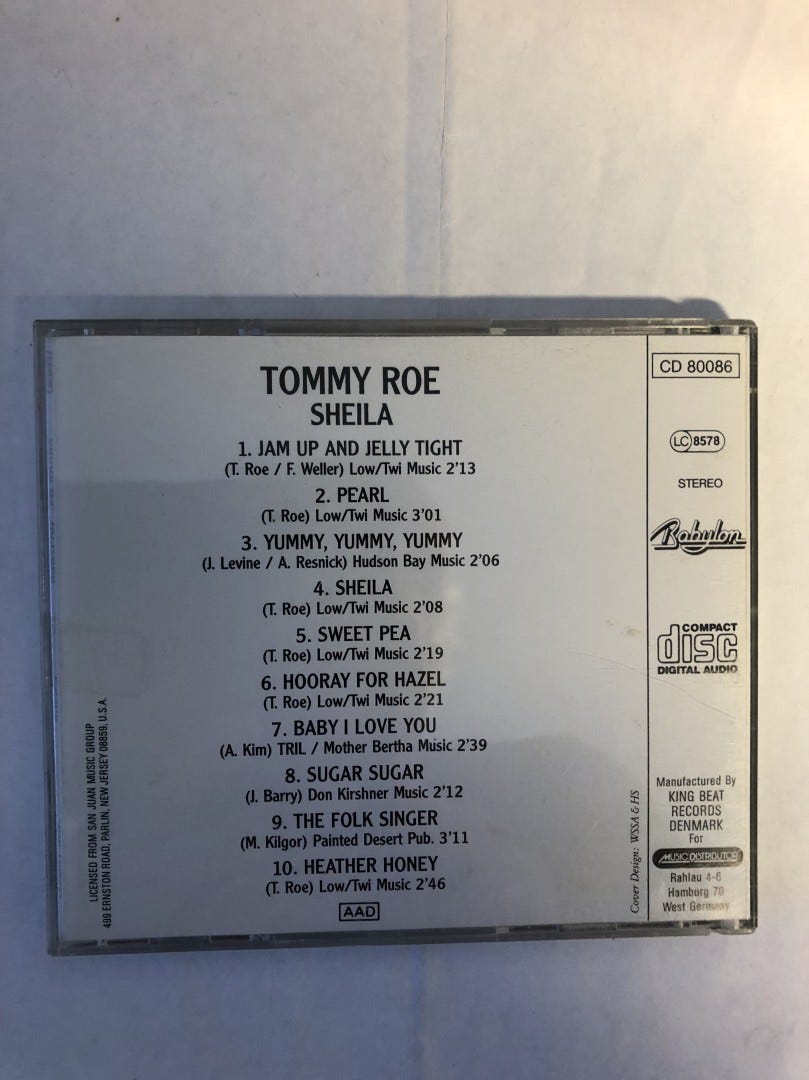 TOMMY ROE
SHEILA
1. JAM UP AND JELLY TIGHT
(T. Roe / F. Weller) Low/Twi Music 2'13
2. PEARL
(T. Roe) Low/Twi Music 3'01
3. YUMMY, YUMMY, YUMMY
(J. Levine / A. Resnick) Hudson Bay Music 2'06
4. SHEILA
(T. Roe) Low/Twi Music 2'08
5. SWEET PEA
(T. Roe) Low/Twi Music 2'19
6. HOORAY FOR HAZEL
(T. Roe) Low/Twi Music 2'21
7. BABY I LOVE YOU
(A. Kim) TRIL / Mother Bertha Music 2'39
8. SUGAR SUGAR
(J. Barry) Don Kirshner Music 2'12
9. THE FOLK SINGER
(M. Kilgor) Painted Desert Pub. 3'11
10. HEATHER HONEY
(T. Roe) Low/Twi Music 2'46
AAD
LICENSED FROM SAN JUAN MUSIC GROUP
499 ERNSTON ROAD, PARLIN, NEW JERSEY 08859, U.S.A.
Cover Design: WSSA & HS
CD 80086
LC 8578
STEREO
Babylon
COMPACT
disc
DIGITAL AUDIO
Manufactured By
KING BEAT
RECORDS
DENMARK
For
MUSIC DISTRIBUTOR
Rahlau 4-6
Hamburg 70
West Germany